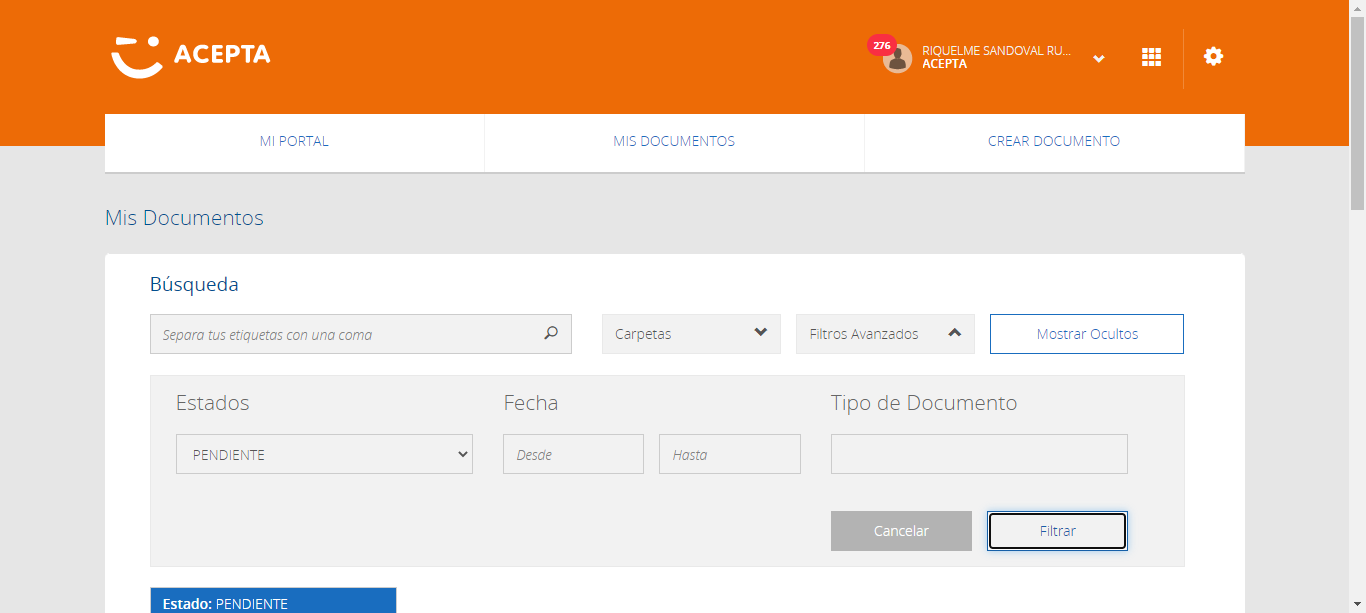 ACEPTA
276
RIQUELME SANDOVAL RU...
ACEPTA
MI PORTAL
MIS DOCUMENTOS
CREAR DOCUMENTO
Mis Documentos
Búsqueda
Separa tus etiquetas con una coma
Carpetas
Filtros Avanzados
Mostrar Ocultos
Estados
Fecha
Tipo de Documento
PENDIENTE
Desde
Hasta
Cancelar
Filtrar
Estado: PENDIENTE